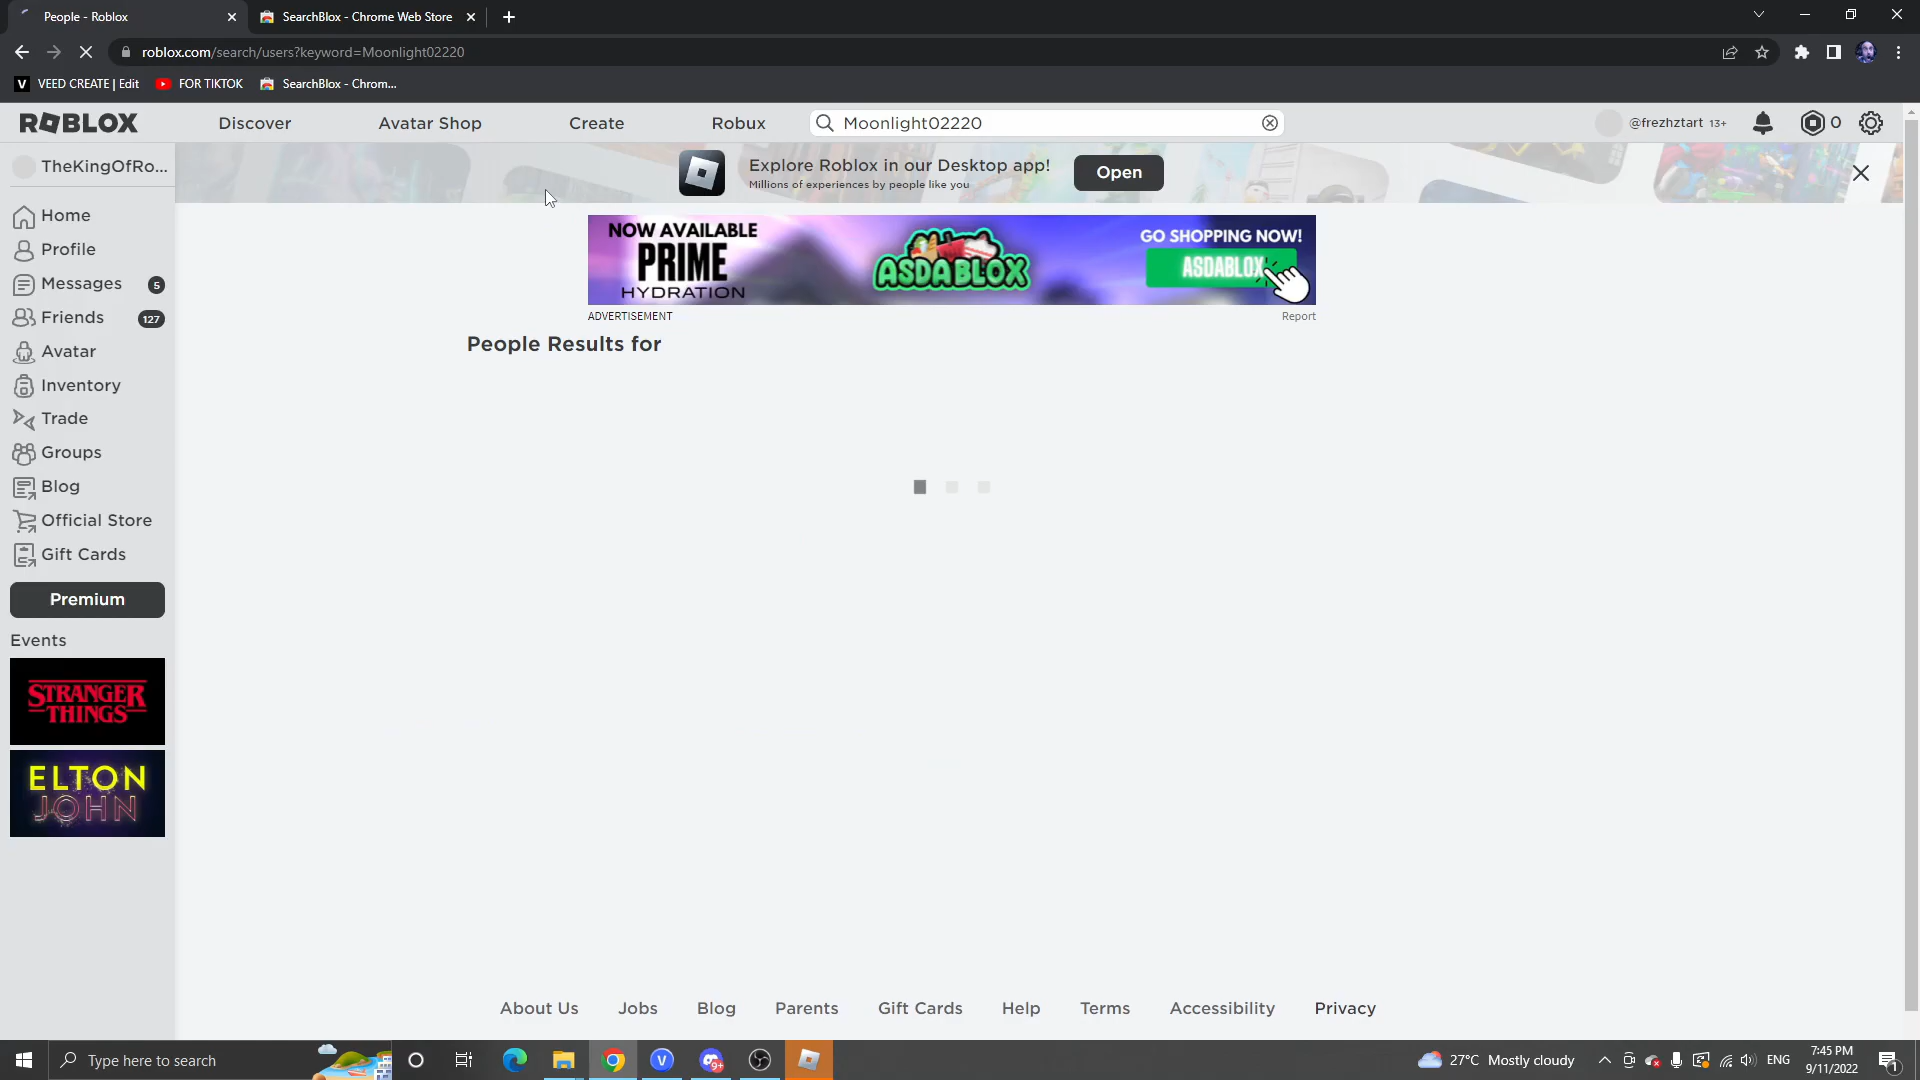 People - Roblox
SearchBlox - Chrome Web Store
roblox.com/search/users?keyword=Moonlight02220
V VEED CREATE | Edit
FOR TIKTOK
SearchBlox - Chrom...
ROBLOX
Discover
Avatar Shop
Create
Robux
Moonlight02220
@frezhztart 13+
0
TheKingOfRo...
Explore Roblox in our Desktop app!
Millions of experiences by people like you
Open
Home
Profile
Messages 5
Friends 127
Avatar
Inventory
Trade
Groups
Blog
Official Store
Gift Cards
Premium
Events
STRANGER
THINGS
ELTON
JOHN
NOW AVAILABLE
PRIME
HYDRATION
ASDABLOX
GO SHOPPING NOW!
ASDABLOX
ADVERTISEMENT
Report
People Results for
About Us
Jobs
Blog
Parents
Gift Cards
Help
Terms
Accessibility
Privacy
Type here to search
V
9+
27°C Mostly cloudy
ENG
7:45 PM
9/11/2022
1